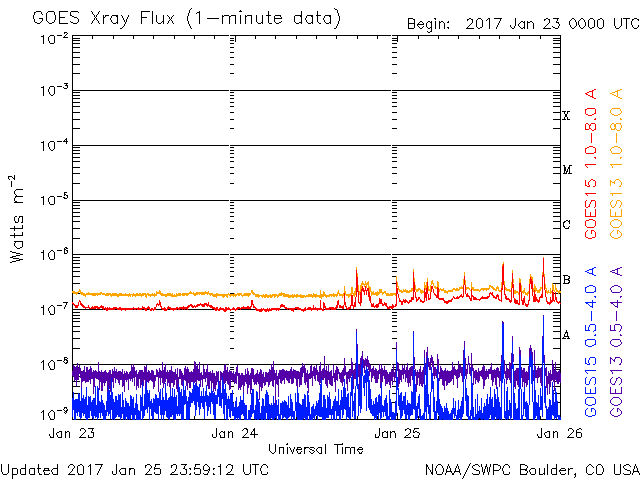 GOES Xray Flux (1-minute data)
Begin: 2017 Jan 23 0000 UTC
10-2
10-3
10-4
10-5
10-6
10-7
10-8
10-9
Watts m-2
X
M
C
B
A
GOES15 1.0-8.0 A
GOES13 1.0-8.0 A
GOES15 0.5-4.0 A
GOES13 0.5-4.0 A
Jan 23
Jan 24
Jan 25
Jan 26
Universal Time
Updated 2017 Jan 25 23:59:12 UTC
NOAA/SWPC Boulder, CO USA